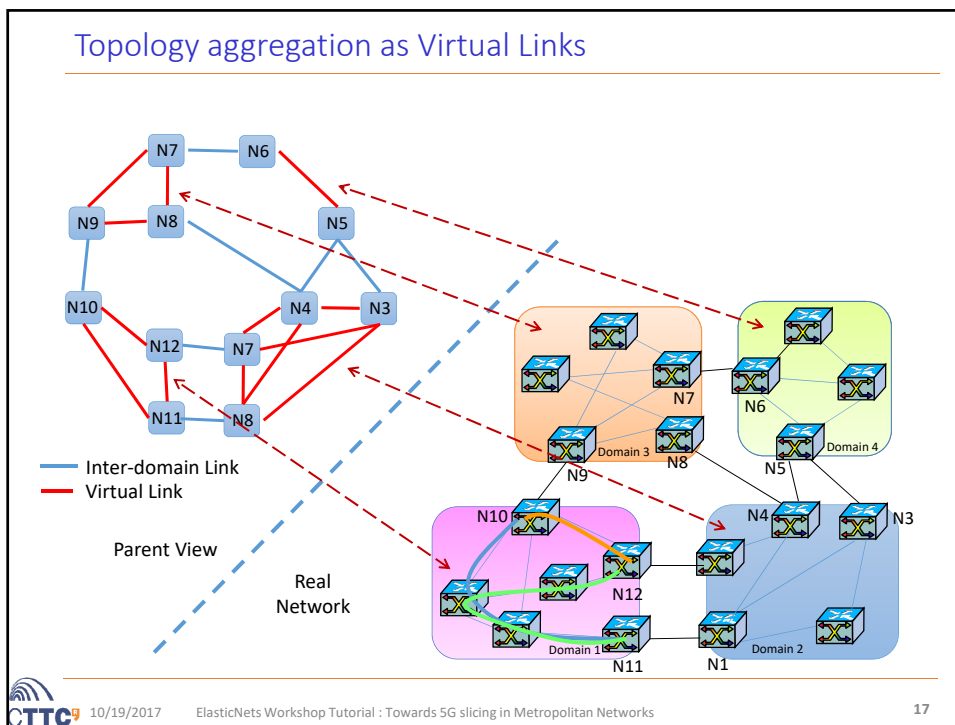 Topology aggregation as Virtual Links
N7
N6
N9
N8
N5
N10
N4
N3
N12
N7
N11
N8
Inter-domain Link
Virtual Link
Parent View
Real
Network
N7
N6
Domain 3
N8
N9
N5
Domain 4
N10
N4
N3
N12
Domain 1
N11
N1
Domain 2
CTTC
10/19/2017
ElasticNets Workshop Tutorial : Towards 5G slicing in Metropolitan Networks
17